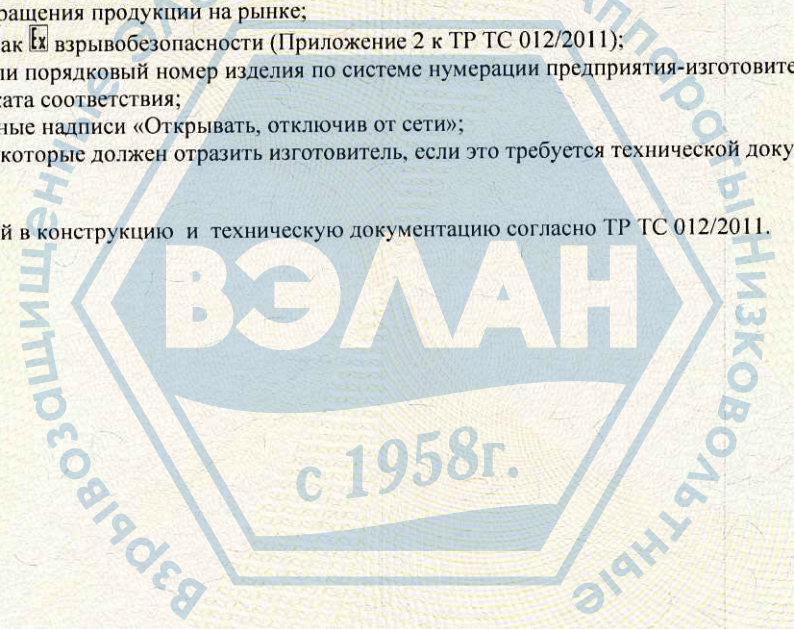 ращения продукции на рынке;
ак Ex взрывобезопасности (Приложение 2 к ТР ТС 012/2011);
ли порядковый номер изделия по системе нумерации предприятия-изготовите
ката соответствия;
ные надписи «Открывать, отключив от сети»;
которые должен отразить изготовитель, если это требуется технической доку
й в конструкцию и техническую документацию согласно ТР ТС 012/2011.
ВЭЛАН
с 1958г.
Взрывозащищенные
Аппараты Низковольтные